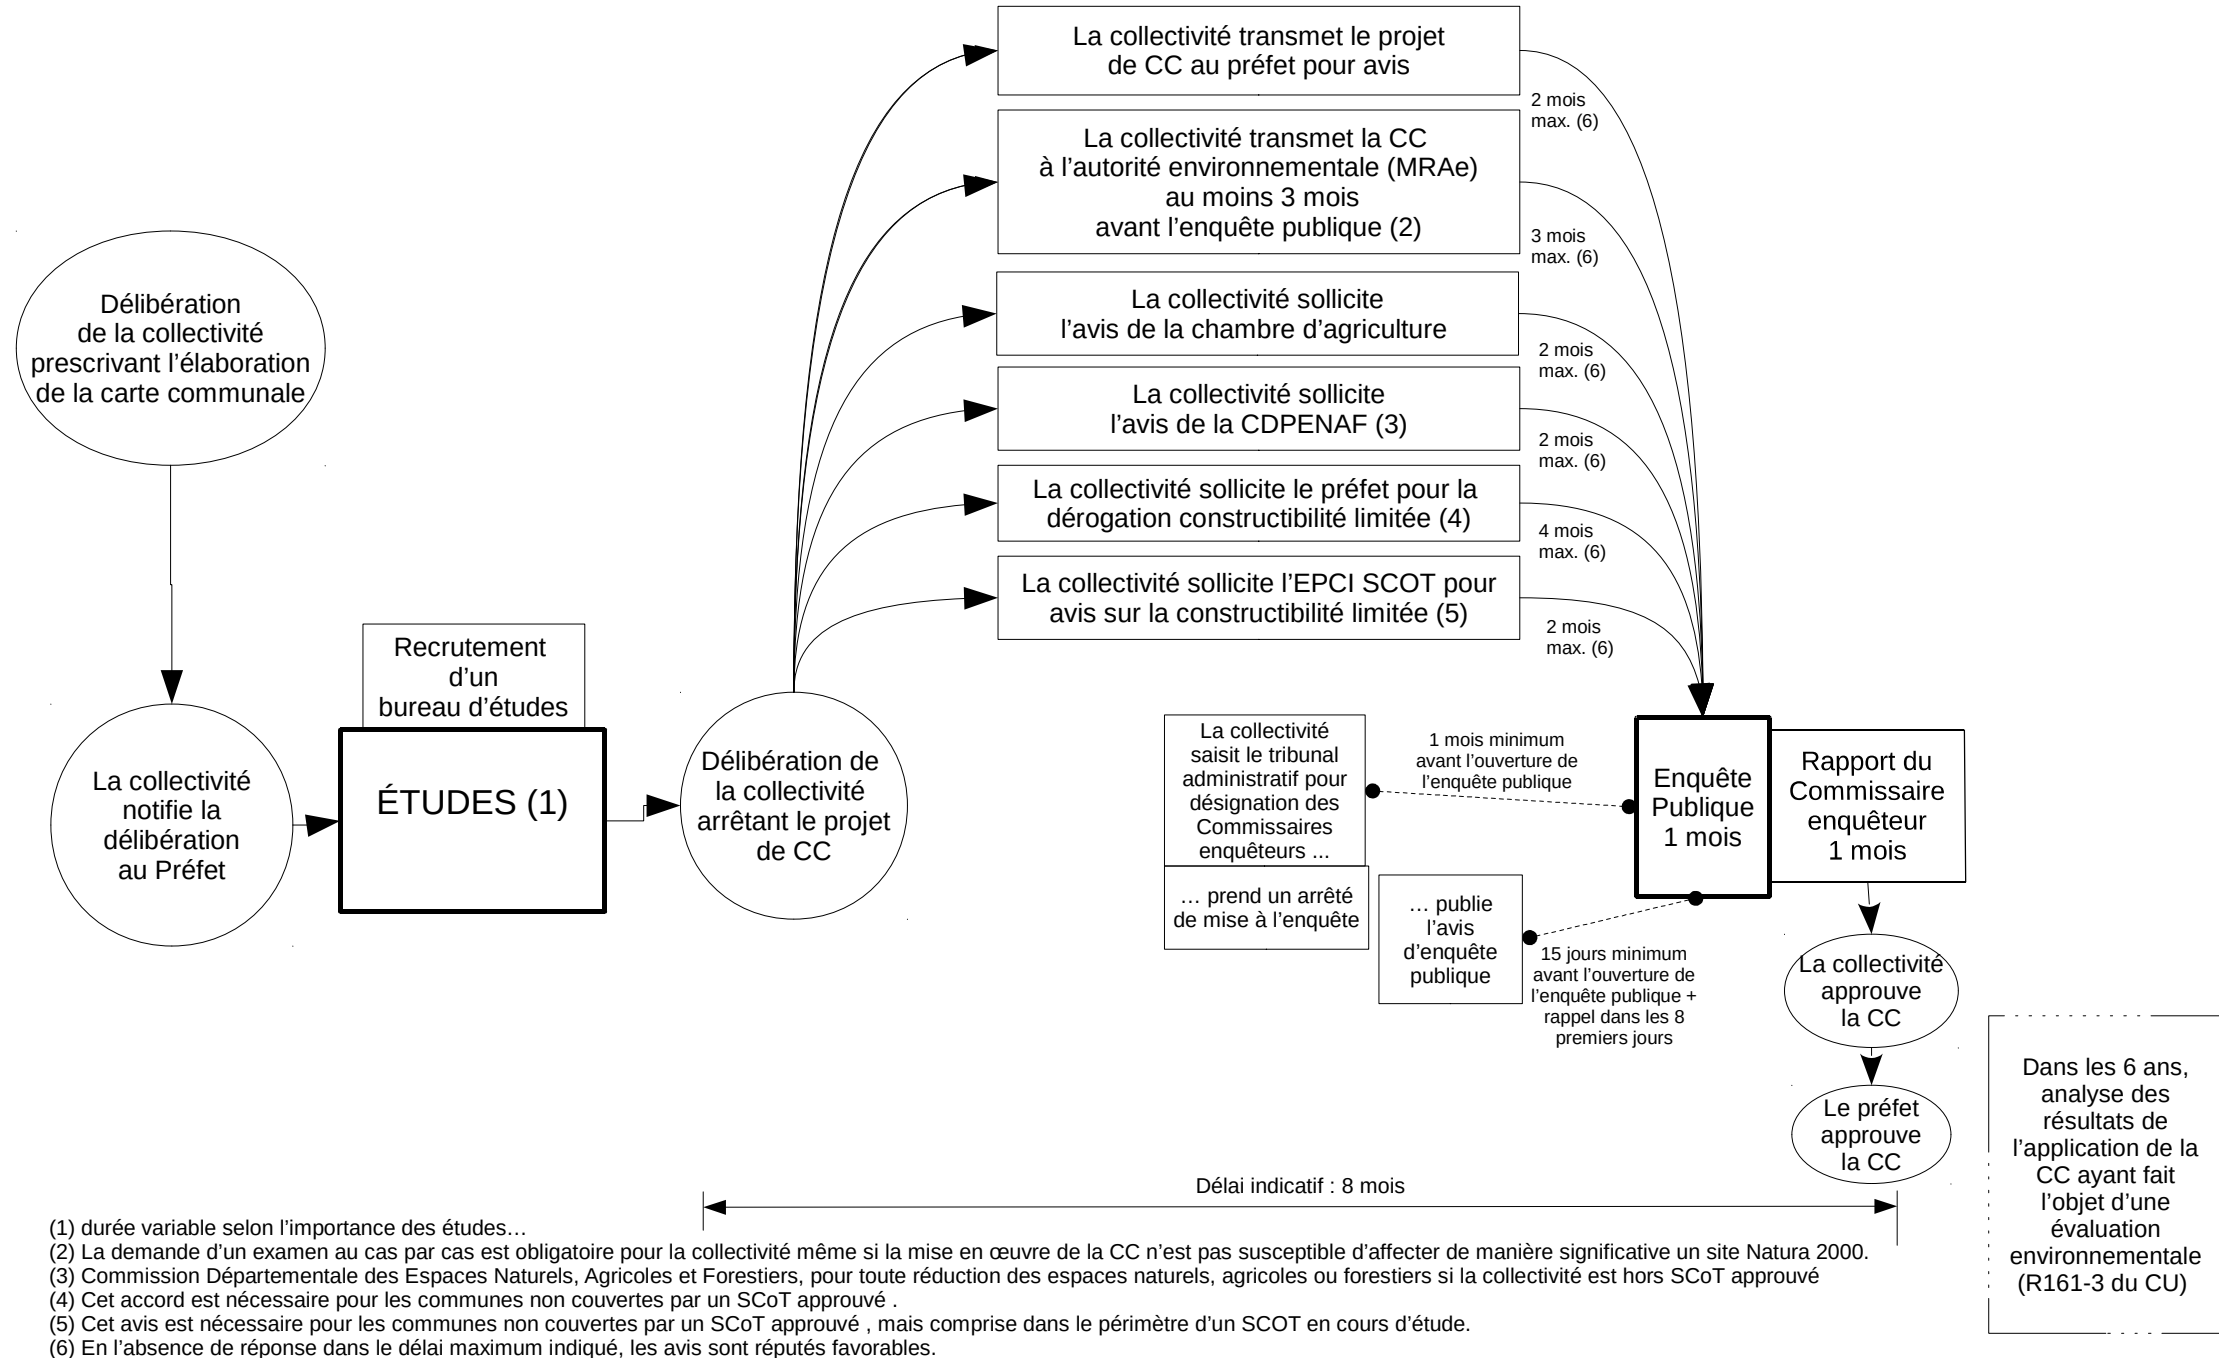 Délibération
de la collectivité
prescrivant l’élaboration
de la carte communale
La collectivité
notifie la
délibération
au Préfet
Recrutement
d’un
bureau d’études
ÉTUDES (1)
Délibération de
la collectivité
arrêtant le projet
de CC
La collectivité transmet le projet
de CC au préfet pour avis
2 mois
max. (6)
La collectivité transmet la CC
à l’autorité environnementale (MRAe)
au moins 3 mois
avant l’enquête publique (2)
3 mois
max. (6)
La collectivité sollicite
l’avis de la chambre d’agriculture
2 mois
max. (6)
La collectivité sollicite
l’avis de la CDPENAF (3)
2 mois
max. (6)
La collectivité sollicite le préfet pour la
dérogation constructibilité limitée (4)
4 mois
max. (6)
La collectivité sollicite l’EPCI SCOT pour
avis sur la constructibilité limitée (5)
2 mois
max. (6)
La collectivité
saisit le tribunal
administratif pour
désignation des
Commissaires
enquêteurs ...
1 mois minimum
avant l’ouverture de
l’enquête publique
… prend un arrêté
de mise à l’enquête
… publie
l’avis
d’enquête
publique
15 jours minimum
avant l’ouverture de
l’enquête publique +
rappel dans les 8
premiers jours
Enquête
Publique
1 mois
Rapport du
Commissaire
enquêteur
1 mois
La collectivité
approuve
la CC
Le préfet
approuve
la CC
Dans les 6 ans,
analyse des
résultats de
l’application de la
CC ayant fait
l’objet d’une
évaluation
environnementale
(R161-3 du CU)
Délai indicatif : 8 mois
(1) durée variable selon l’importance des études…
(2) La demande d’un examen au cas par cas est obligatoire pour la collectivité même si la mise en œuvre de la CC n’est pas susceptible d’affecter de manière significative un site Natura 2000.
(3) Commission Départementale des Espaces Naturels, Agricoles et Forestiers, pour toute réduction des espaces naturels, agricoles ou forestiers si la collectivité est hors SCoT approuvé
(4) Cet accord est nécessaire pour les communes non couvertes par un SCoT approuvé .
(5) Cet avis est nécessaire pour les communes non couvertes par un SCoT approuvé , mais comprise dans le périmètre d’un SCOT en cours d’étude.
(6) En l’absence de réponse dans le délai maximum indiqué, les avis sont réputés favorables.